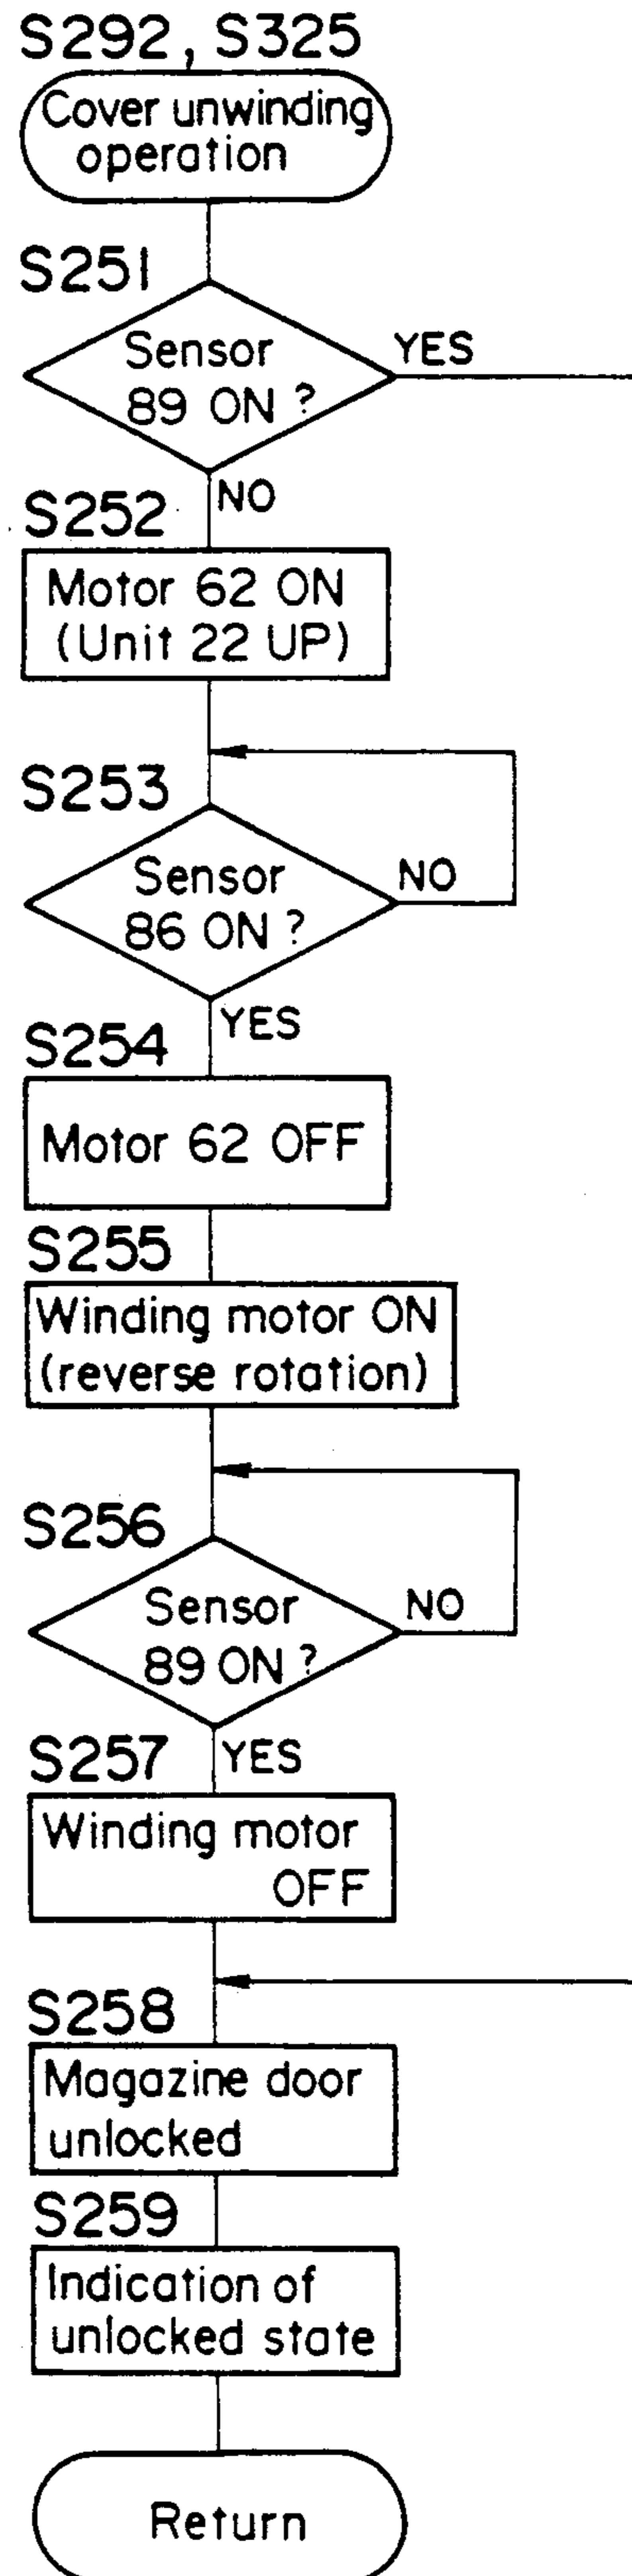 S292, S325
Cover unwinding
operation
S251
Sensor
89 ON ?
YES
NO
S252
Motor 62 ON
(Unit 22 UP)
S253
Sensor
86 ON ?
NO
YES
S254
Motor 62 OFF
S255
Winding motor ON
(reverse rotation)
S256
Sensor
89 ON ?
NO
YES
S257
Winding motor
OFF
S258
Magazine door
unlocked
S259
Indication of
unlocked state
Return